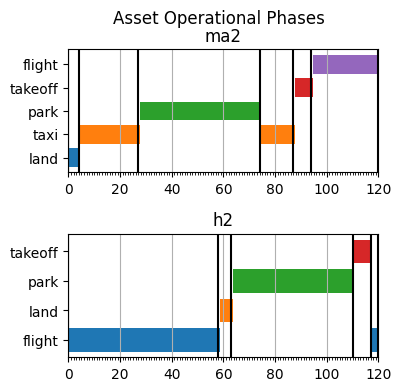 Asset Operational Phases
ma2
flight
takeoff
park
taxi
land
0 20 40 60 80 100 120
h2
takeoff
park
land
flight
0 20 40 60 80 100 120